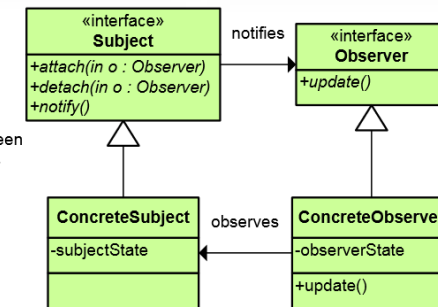 «interface»
Subject
+attach(in o : Observer)
+detach(in o : Observer)
+notify()
notifies
«interface»
Observer
+update()
een
ConcreteSubject
-subjectState
observes
ConcreteObserve
-observerState
+update()